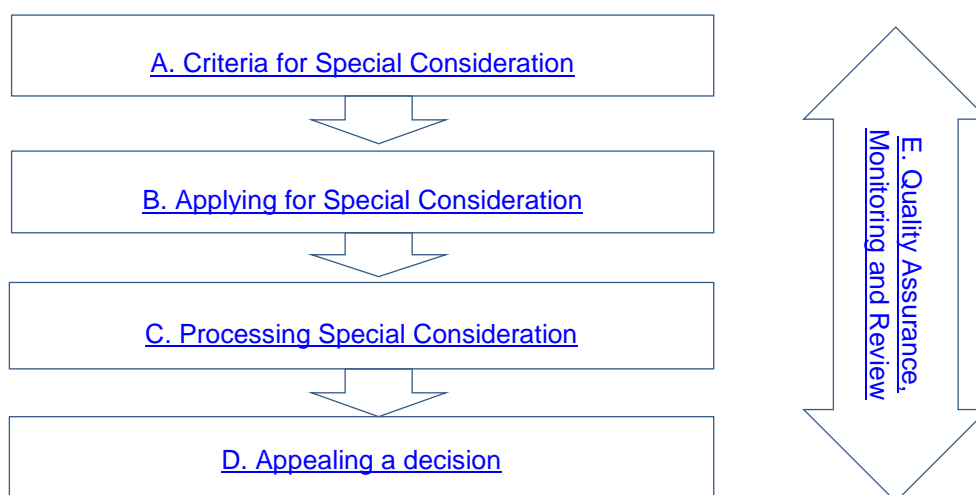 A. Criteria for Special Consideration
B. Applying for Special Consideration
C. Processing Special Consideration
D. Appealing a decision
E. Quality Assurance,
Monitoring and Review